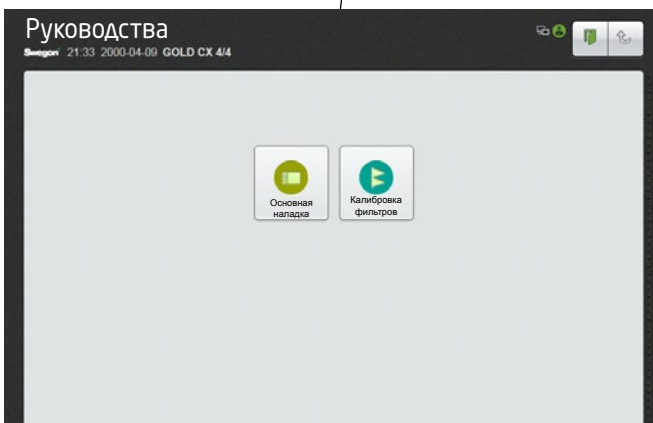 Руководства
Swegon 21:33 2000-04-09 GOLD CX 4/4
Основная
наладка
Калибровка
фильтров